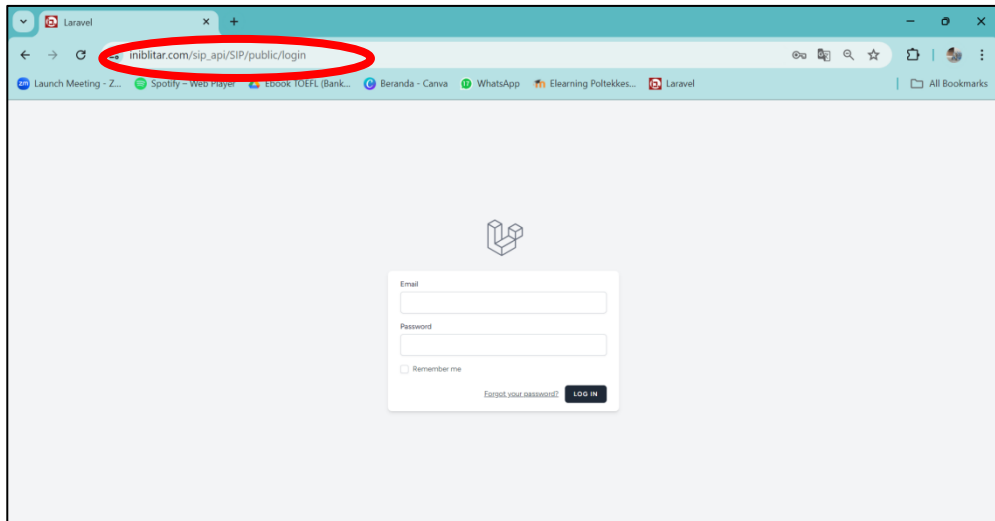 Laravel
iniblitar.com/sip_api/SIP/public/login
zm Launch Meeting - Z... Spotify – Web Player Ebook TOEFL (Bank... Beranda - Canva WhatsApp Elearning Poltekkes... Laravel All Bookmarks
Email
Password
Remember me
Forgot your password? LOG IN